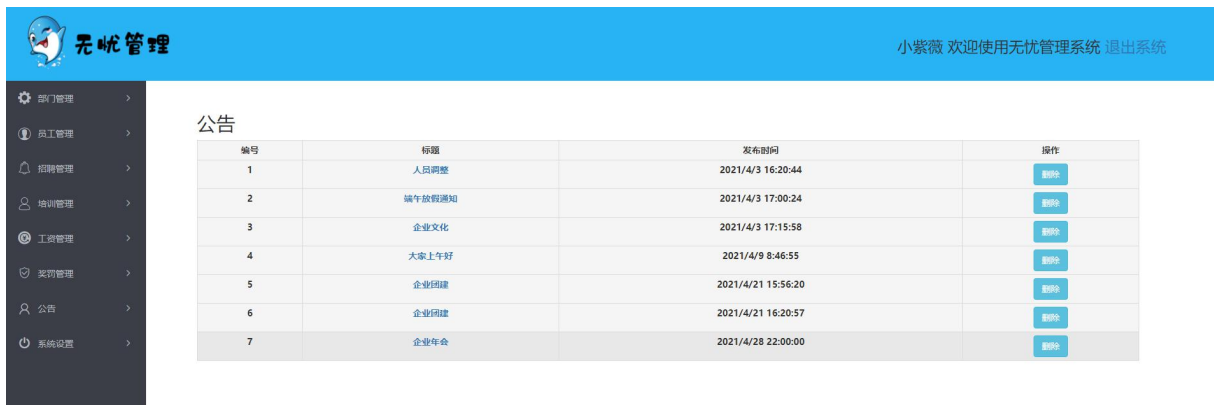 无忧管理
小紫薇 欢迎使用无忧管理系统 退出系统
部门管理
员工管理
招聘管理
培训管理
工资管理
奖罚管理
公告
系统设置
公告
编号 标题 发布时间 操作
1 人员调整 2021/4/3 16:20:44 删除
2 端午放假通知 2021/4/3 17:00:24 删除
3 企业文化 2021/4/3 17:15:58 删除
4 大家上午好 2021/4/9 8:46:55 删除
5 企业团建 2021/4/21 15:56:20 删除
6 企业团建 2021/4/21 16:20:57 删除
7 企业年会 2021/4/28 22:00:00 删除